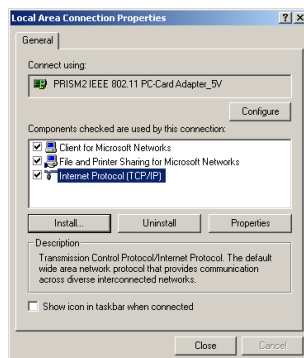 Local Area Connection Properties
General
Connect using:
PRISM2 IEEE 802.11 PC-Card Adapter_5V
Configure
Components checked are used by this connection:
Client for Microsoft Networks
File and Printer Sharing for Microsoft Networks
Internet Protocol (TCP/IP)
Install...
Uninstall
Properties
Description
Transmission Control Protocol/Internet Protocol. The default
wide area network protocol that provides communication
across diverse interconnected networks.
Show icon in taskbar when connected
Close
Cancel